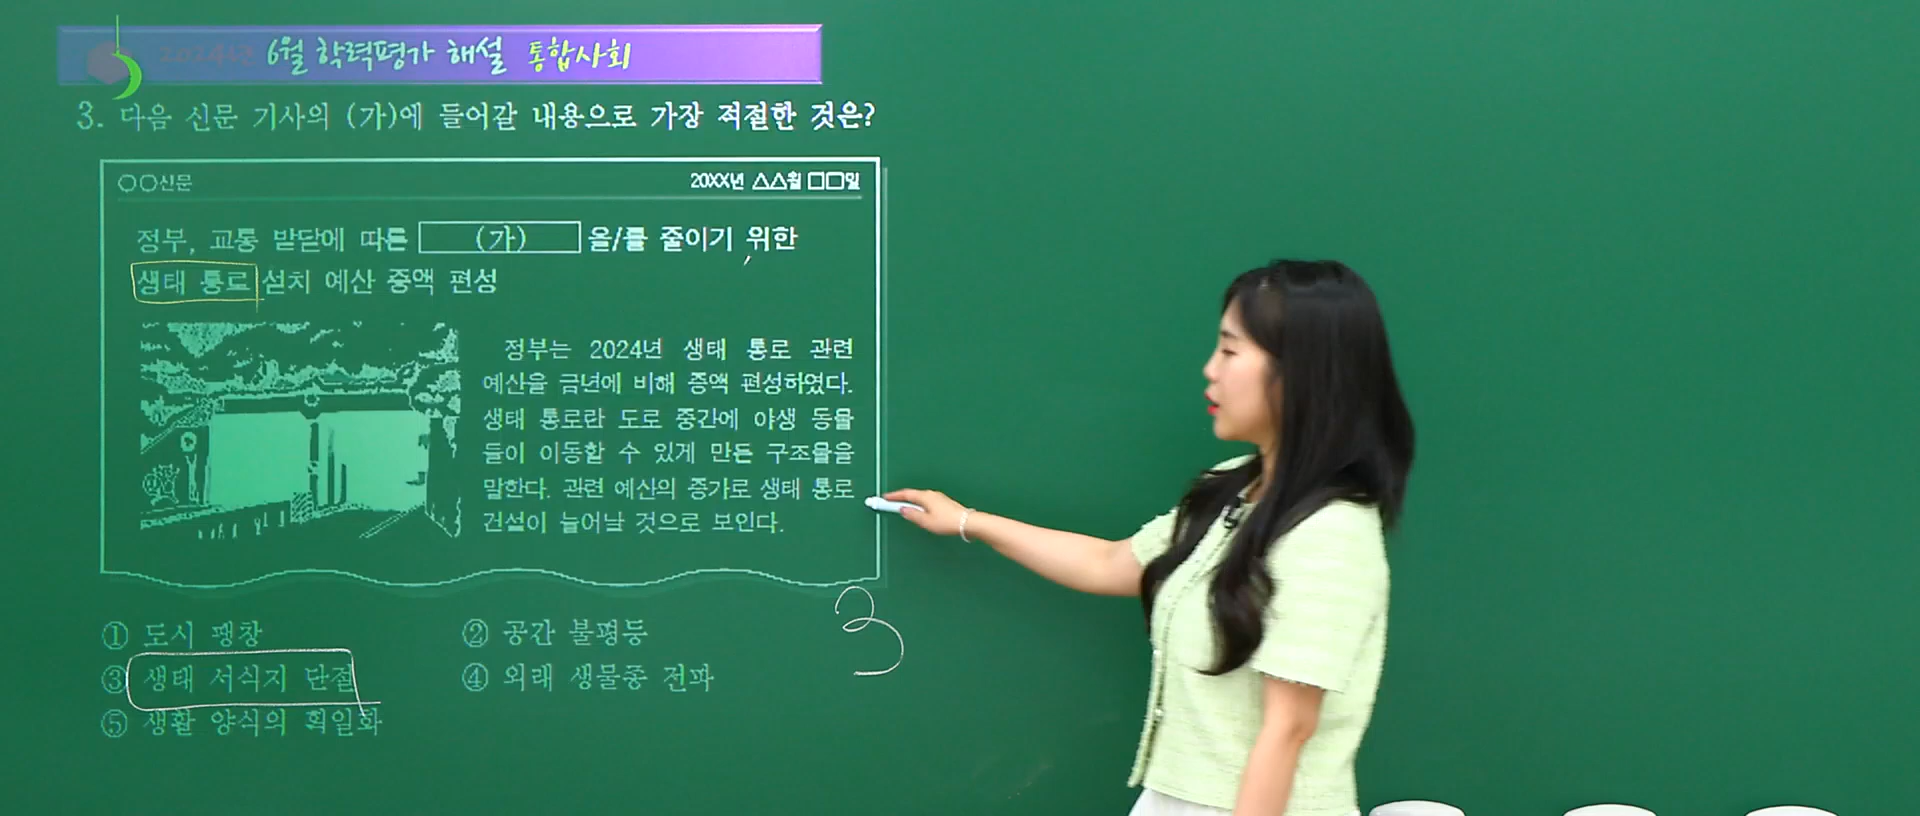 2024년 6월 학력평가 해설 통합사회
3. 다음 신문 기사의 (가)에 들어갈 내용으로 가장 적절한 것은?
○○신문 20XX년 △△월 □□일
정부, 교통 발달에 따른 (가) 을/를 줄이기 위한
생태 통로 설치 예산 증액 편성
정부는 2024년 생태 통로 관련
예산을 금년에 비해 증액 편성하였다.
생태 통로란 도로 중간에 야생 동물
들이 이동할 수 있게 만든 구조물을
말한다. 관련 예산의 증가로 생태 통로
건설이 늘어날 것으로 보인다.
3
① 도시 팽창 ② 공간 불평등
③ 생태 서식지 단절 ④ 외래 생물종 전파
⑤ 생활 양식의 획일화